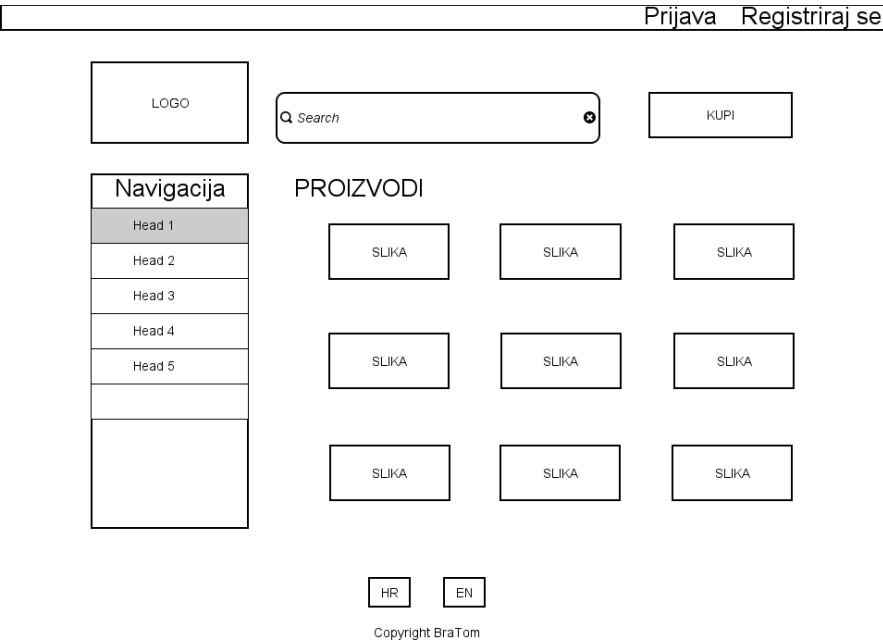 Prijava Registriraj se
LOGO
Search
KUPI
Navigacija
Head 1
Head 2
Head 3
Head 4
Head 5
PROIZVODI
SLIKA SLIKA SLIKA
SLIKA SLIKA SLIKA
SLIKA SLIKA SLIKA
HR EN
Copyright BraTom